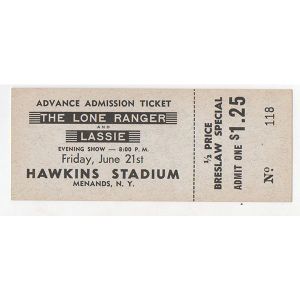 ADVANCE ADMISSION TICKET
THE LONE RANGER
AND
LASSIE
EVENING SHOW — 8:00 P. M.
Friday, June 21st
HAWKINS STADIUM
MENANDS, N. Y.
½ PRICE
BRESLAW SPECIAL
ADMIT ONE $1.25
No 118